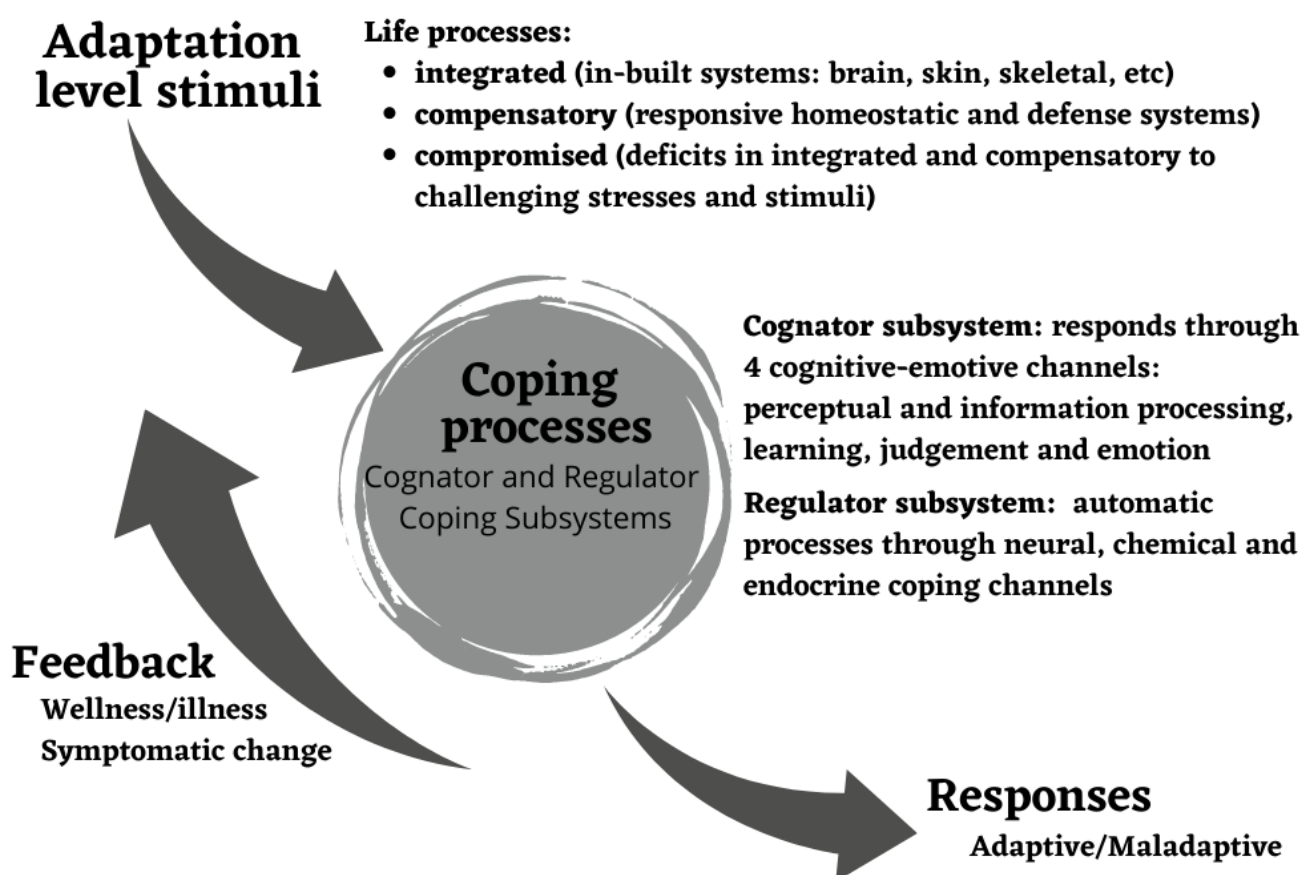 Adaptation
level stimuli
Life processes:
• integrated (in-built systems: brain, skin, skeletal, etc)
• compensatory (responsive homeostatic and defense systems)
• compromised (deficits in integrated and compensatory to
challenging stresses and stimuli)
Coping
processes
Cognator and Regulator
Coping Subsystems
Cognator subsystem: responds through
4 cognitive-emotive channels:
perceptual and information processing,
learning, judgement and emotion
Regulator subsystem: automatic
processes through neural, chemical and
endocrine coping channels
Feedback
Wellness/illness
Symptomatic change
Responses
Adaptive/Maladaptive